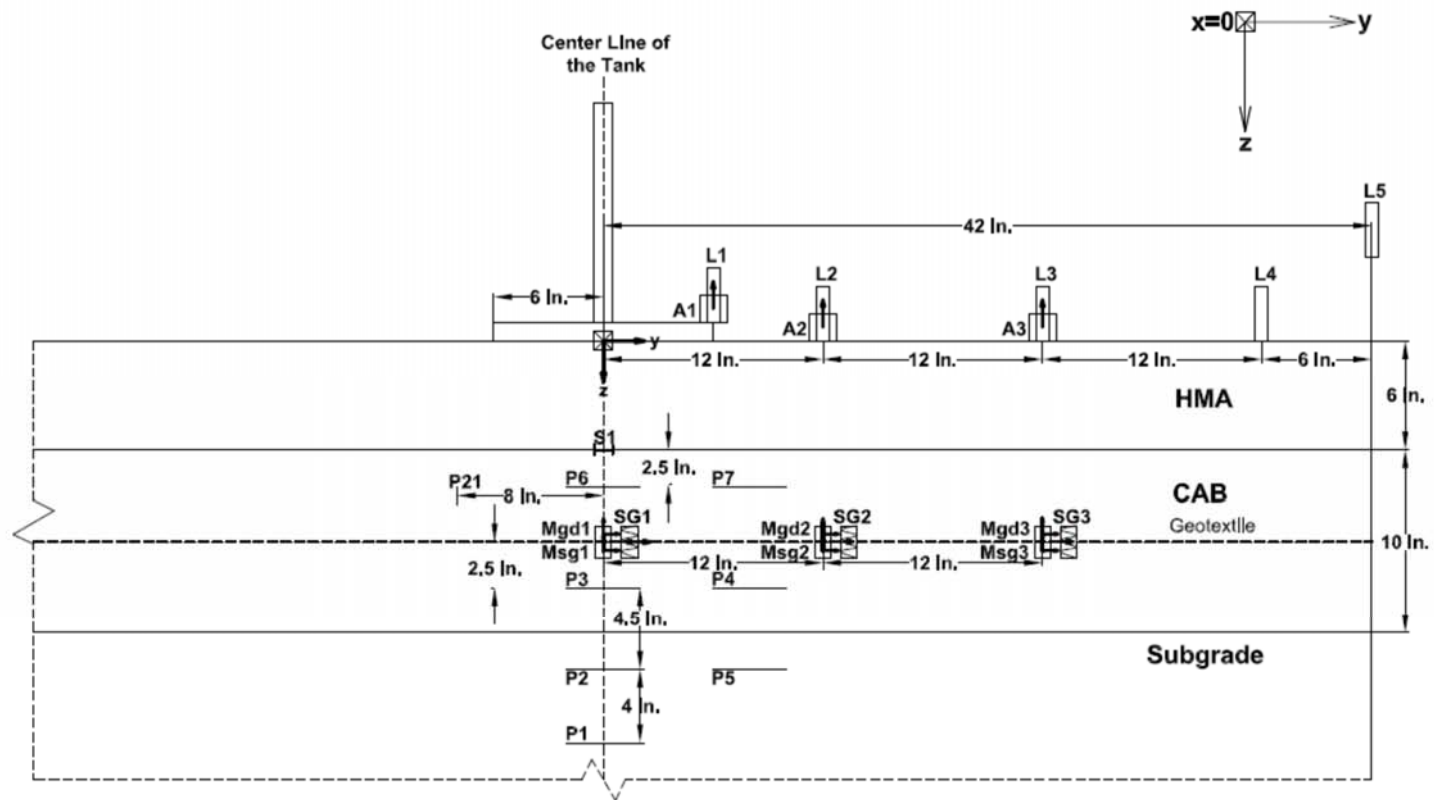 x=0
y
z
Center Line of
the Tank
L5
42 In.
L1
L2
L3
L4
6 In.
A1
A2
A3
y
12 In.
12 In.
12 In.
6 In.
z
HMA
6 In.
S1
2.5 In.
P21
8 In.
P6
P7
CAB
Geotextile
Mgd1
SG1
Mgd2
SG2
Mgd3
SG3
Msg1
Msg2
Msg3
10 In.
12 In.
12 In.
2.5 In.
P3
P4
4.5 In.
Subgrade
P2
P5
4 In.
P1